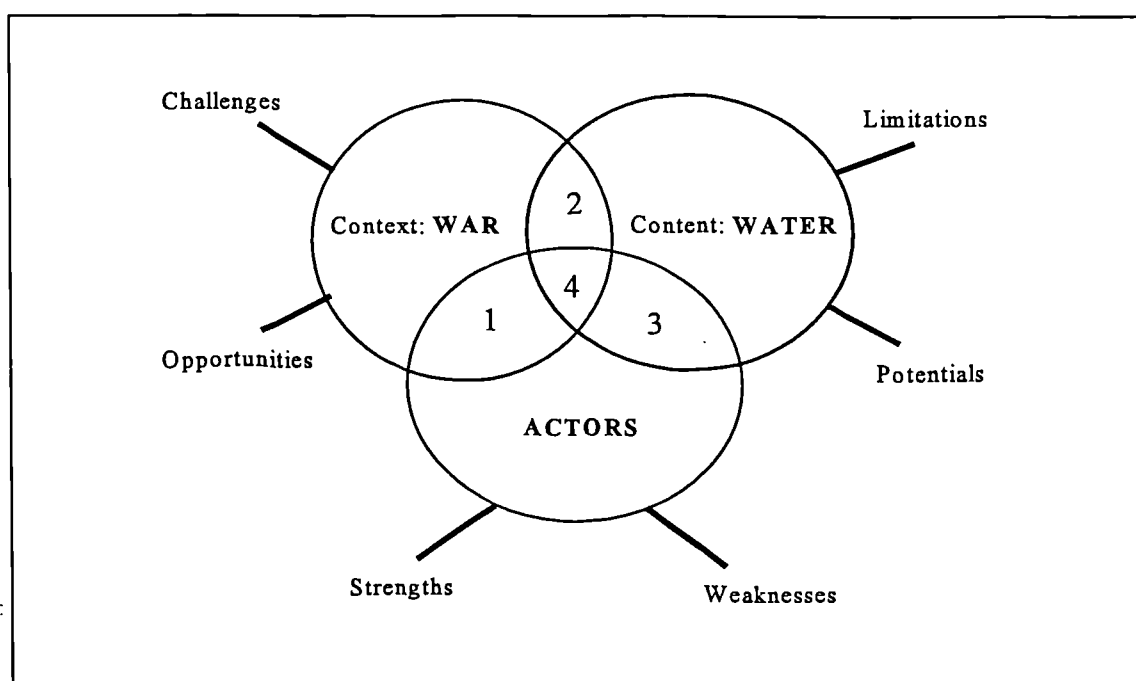 Challenges
Limitations
2
Context: WAR
Content: WATER
4
1
3
Opportunities
Potentials
ACTORS
Strengths
Weaknesses